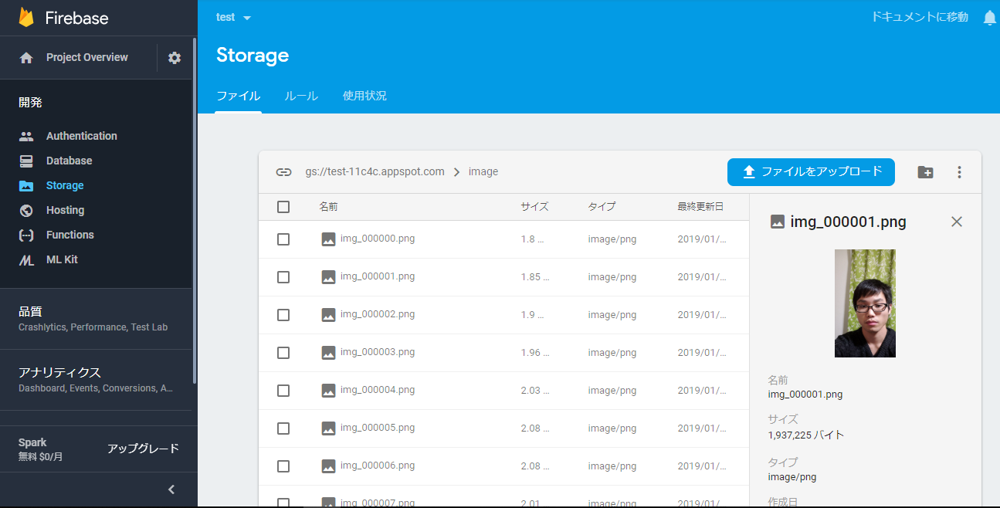 Firebase
test
ドキュメントに移動
Project Overview
Storage
ファイル ルール 使用状況
開発
Authentication
Database
Storage
Hosting
Functions
ML Kit
品質
Crashlytics, Performance, Test Lab
アナリティクス
Dashboard, Events, Conversions, A...
Spark
無料 $0/月
アップグレード
gs://test-11c4c.appspot.com > image
ファイルをアップロード
名前 サイズ タイプ 最終更新日
img_000000.png 1.8 ... image/png 2019/01/...
img_000001.png 1.85 ... image/png 2019/01/...
img_000002.png 1.9 ... image/png 2019/01/...
img_000003.png 1.96 ... image/png 2019/01/...
img_000004.png 2.03 ... image/png 2019/01/...
img_000005.png 2.08 ... image/png 2019/01/...
img_000006.png 2.08 ... image/png 2019/01/...
img_000007.png 2.01 image/png 2019/01/...
img_000001.png
名前
img_000001.png
サイズ
1,937,225 バイト
タイプ
image/png
作成日